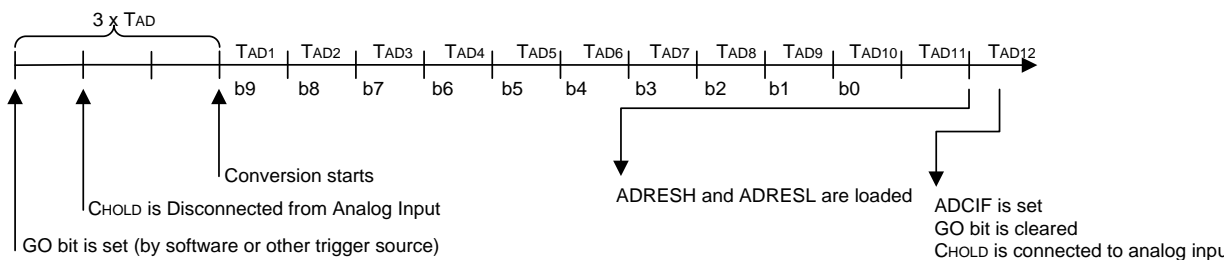 3 x TAD
TAD1 TAD2 TAD3 TAD4 TAD5 TAD6 TAD7 TAD8 TAD9 TAD10 TAD11 TAD12
b9 b8 b7 b6 b5 b4 b3 b2 b1 b0
Conversion starts
CHOLD is Disconnected from Analog Input
GO bit is set (by software or other trigger source)
ADRESH and ADRESL are loaded
ADCIF is set
GO bit is cleared
CHOLD is connected to analog inpu